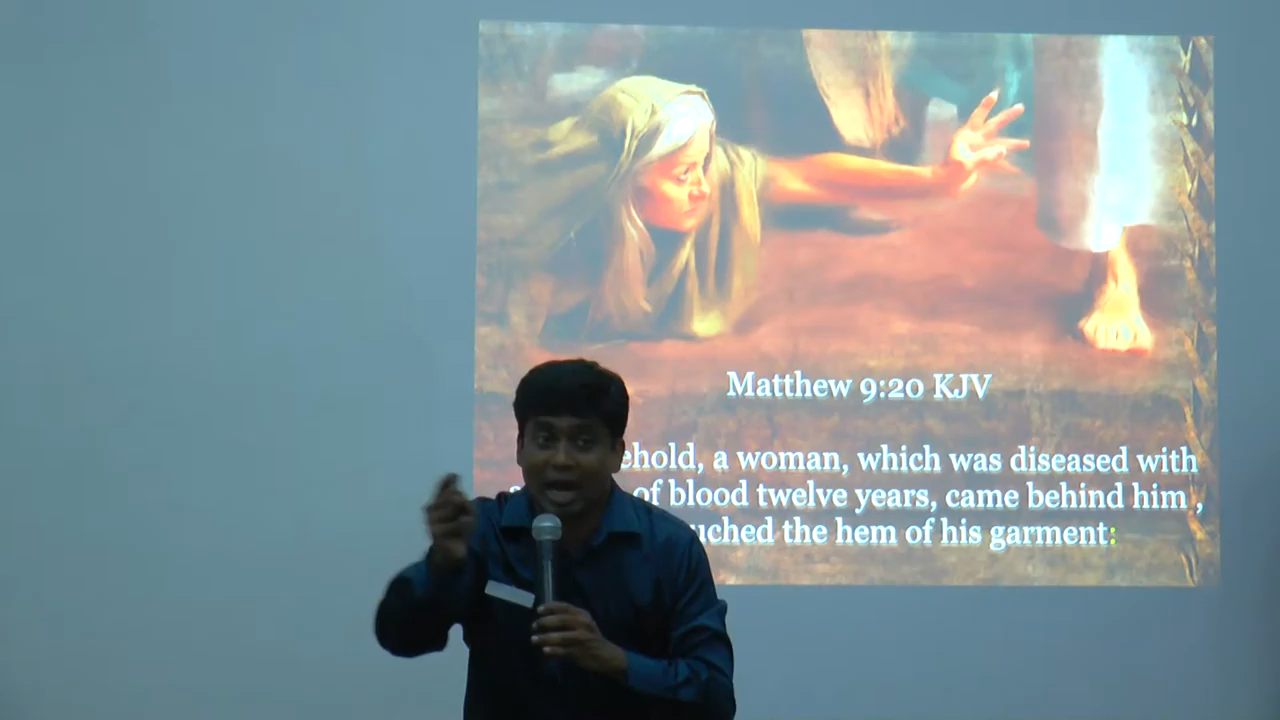 Matthew 9:20 KJV
ehold, a woman, which was diseased with
of blood twelve years, came behind him ,
uched the hem of his garment: